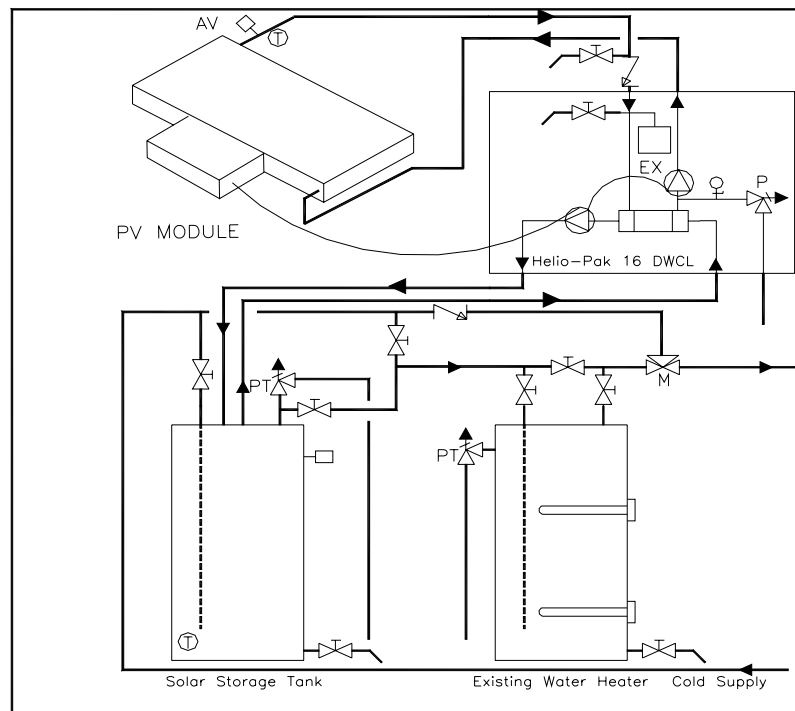 AV
T
PV MODULE
EX
P
Helio-Pak 16 DWCL
PT
M
PT
T
Solar Storage Tank
Existing Water Heater
Cold Supply